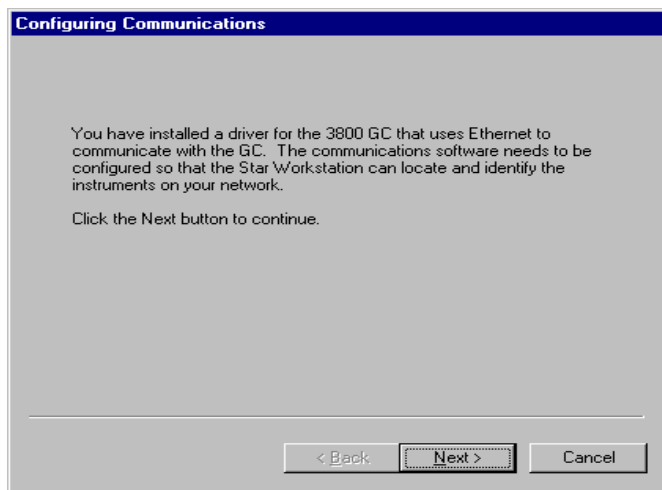 Configuring Communications
You have installed a driver for the 3800 GC that uses Ethernet to
communicate with the GC. The communications software needs to be
configured so that the Star Workstation can locate and identify the
instruments on your network.
Click the Next button to continue.
< Back Next > Cancel